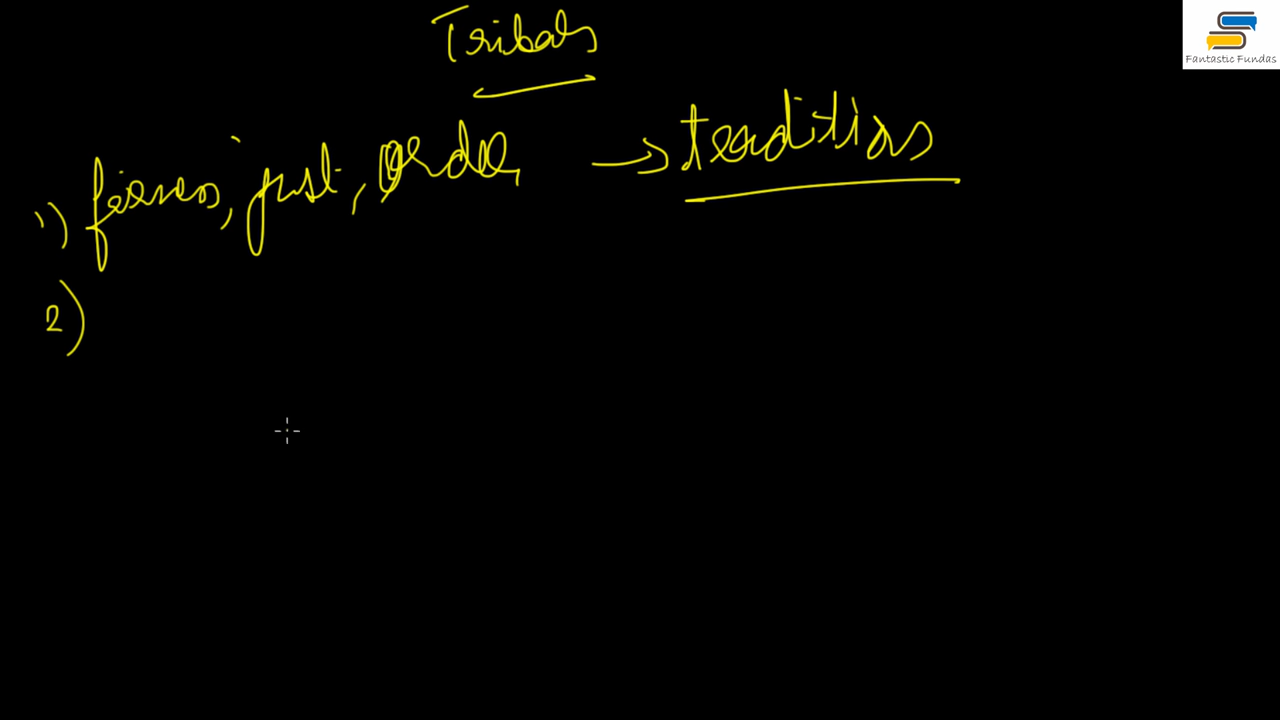 Tribals
1) fairness, just, order, → traditions
2)
Fantastic Fundas